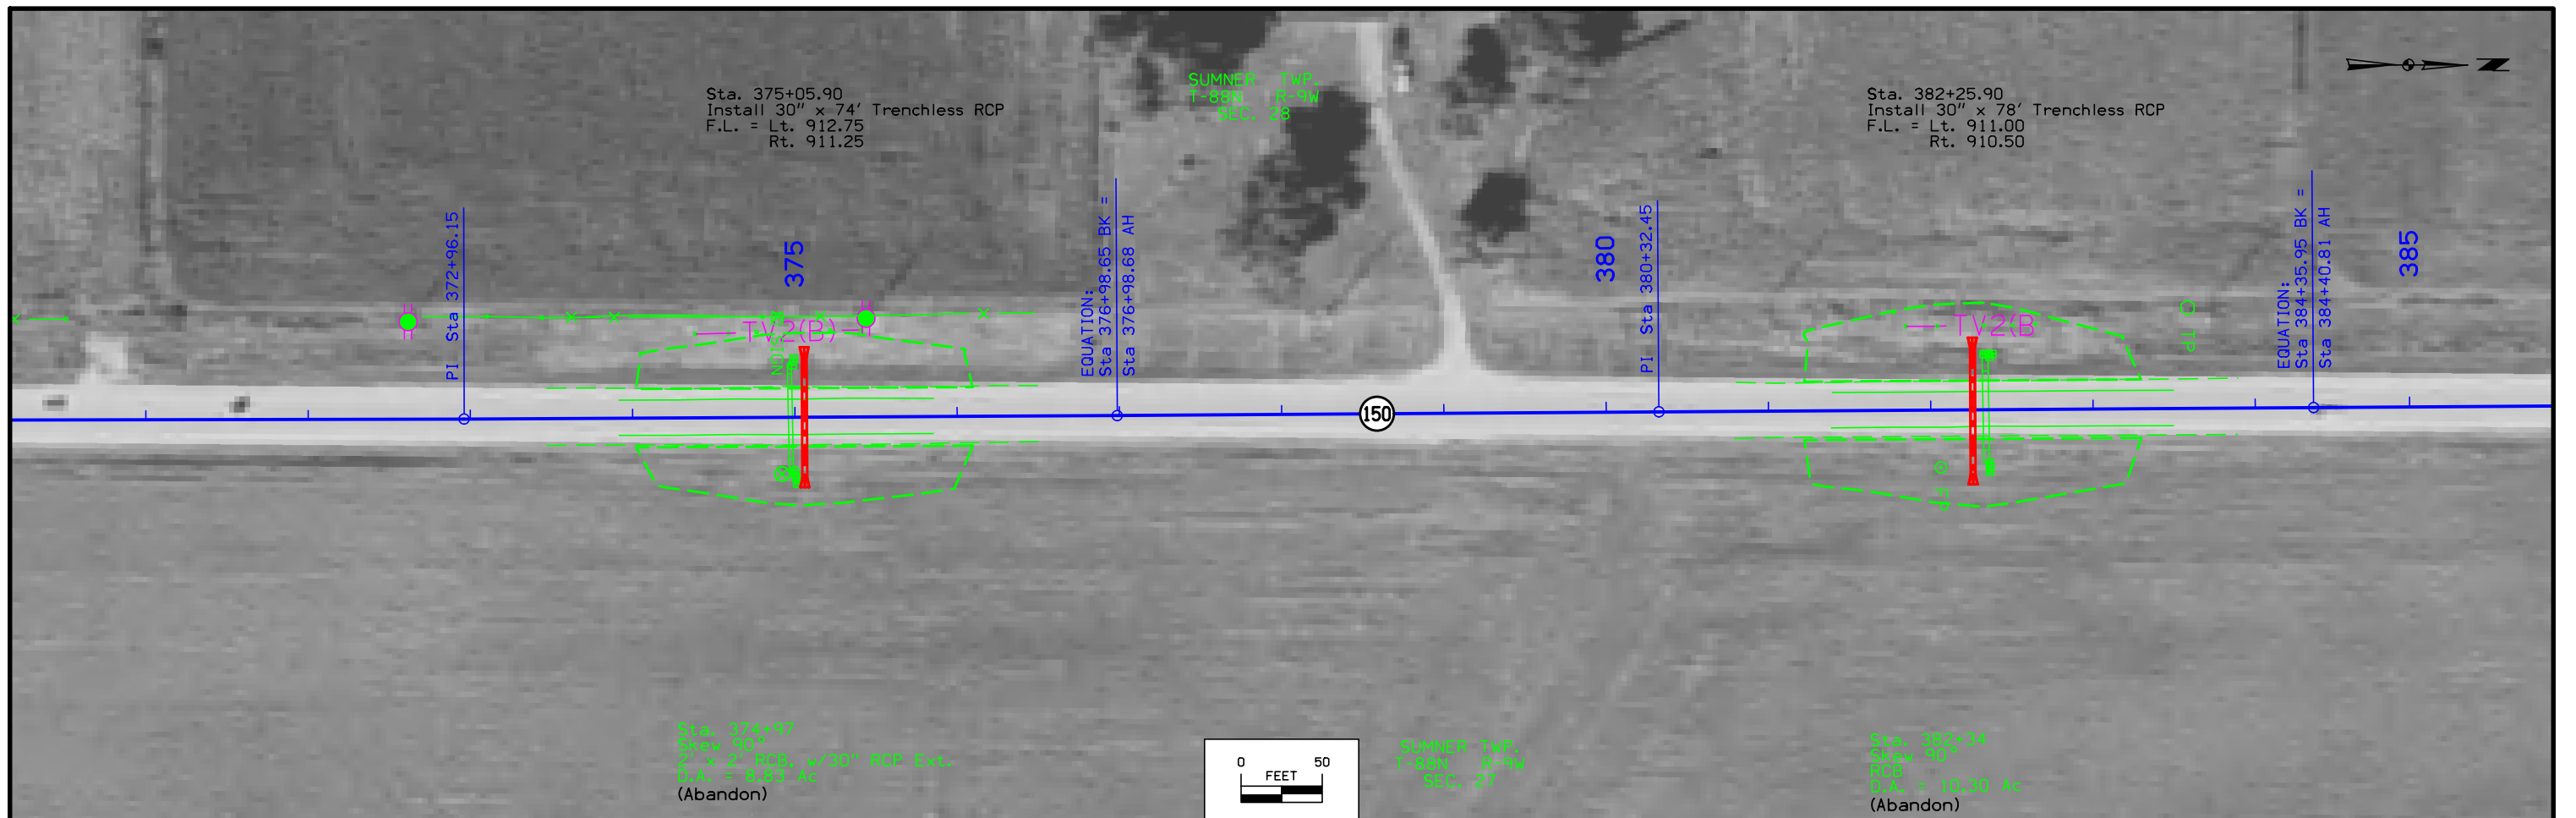 Sta. 375+05.90
Install 30" x 74' Trenchless RCP
F.L. = Lt. 912.75
Rt. 911.25
SUMNER TWP.
T-88N R-9W
SEC. 28
Sta. 382+25.90
Install 30" x 78' Trenchless RCP
F.L. = Lt. 911.00
Rt. 910.50
PI Sta 372+96.15
375
EQUATION:
Sta 376+98.65 BK =
Sta 376+98.68 AH
380
PI Sta 380+32.45
EQUATION:
Sta 384+35.95 BK =
Sta 384+40.81 AH
385
TV2(B)
TV2(B
TP
150
Sta. 374+97
Skew 90°
2' x 2' RCB, w/30" RCP Ext.
D.A. = 8.83 Ac
(Abandon)
0 50
FEET
SUMNER TWP.
T-88N R-9W
SEC. 27
Sta. 382+34
Skew 90°
RCB
D.A. = 10.30 Ac
(Abandon)